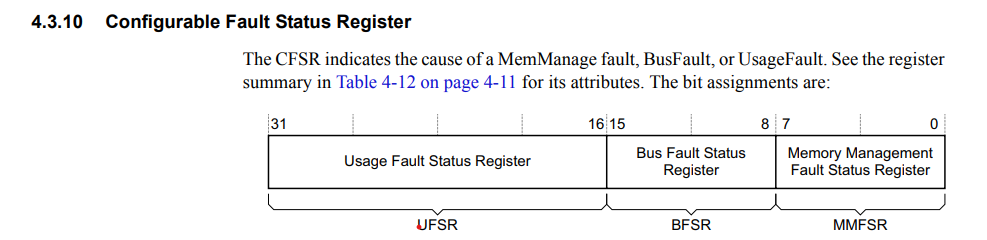 4.3.10 Configurable Fault Status Register
The CFSR indicates the cause of a MemManage fault, BusFault, or UsageFault. See the register
summary in Table 4-12 on page 4-11 for its attributes. The bit assignments are:
31 16 15 8 7 0
Usage Fault Status Register
Bus Fault Status
Register
Memory Management
Fault Status Register
UFSR BFSR MMFSR